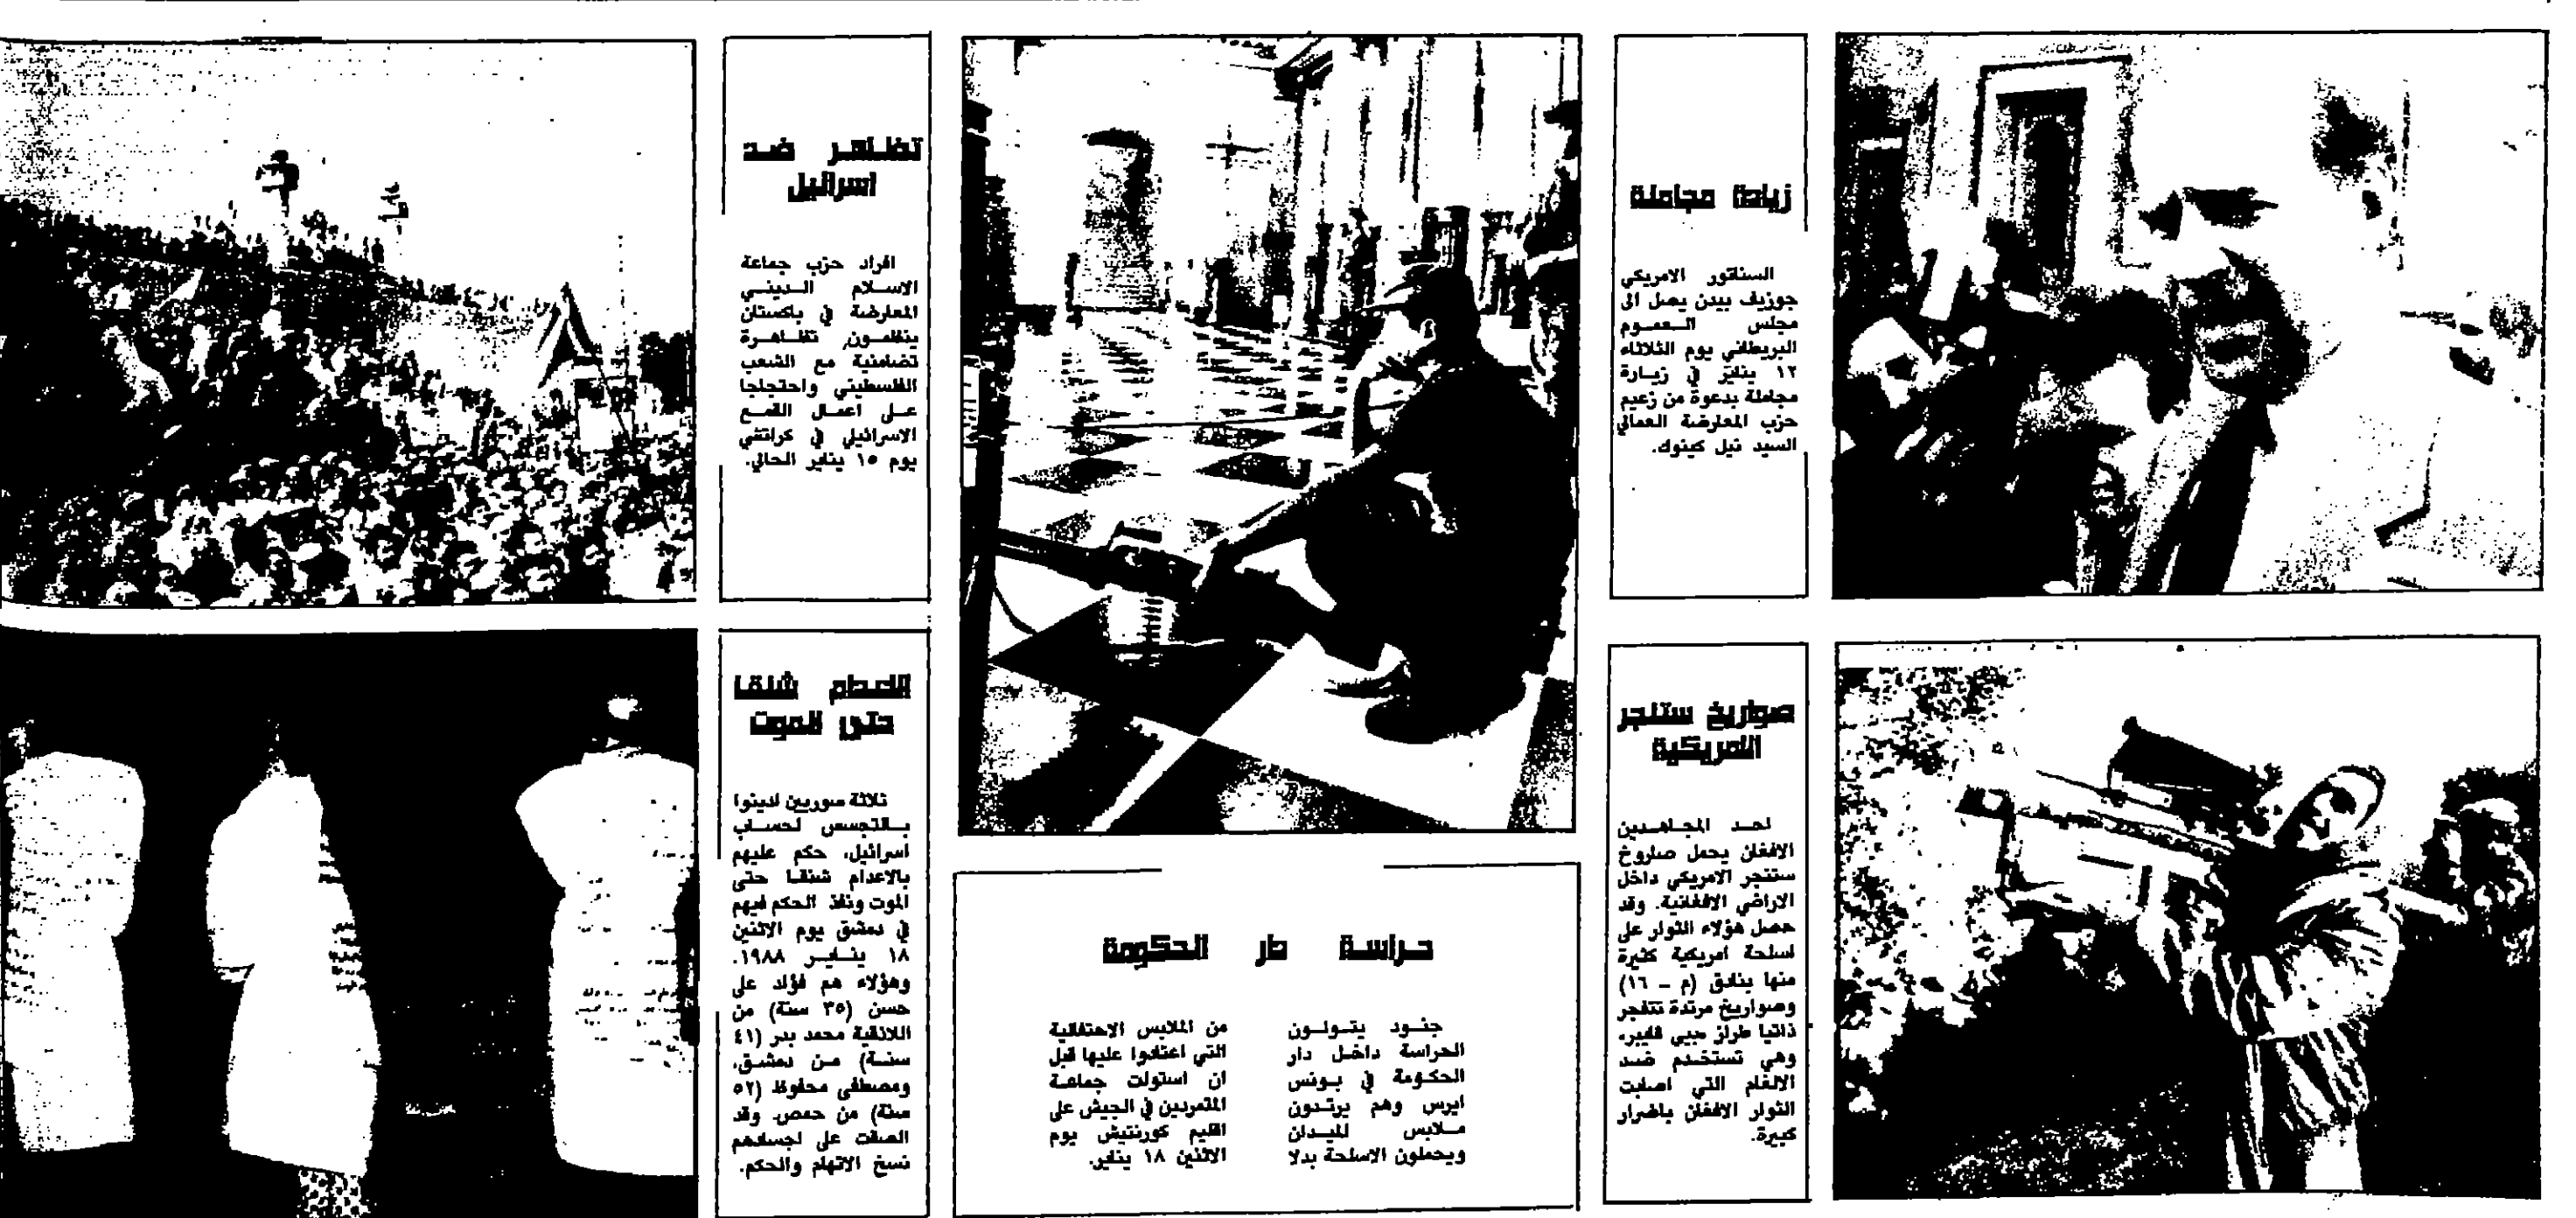 زيارة مجاملة
السناتور الامريكي
جوزيف بيدن يصل الى
مجلس العموم
البريطاني يوم الثلاثاء
١٢ يناير في زيارة
مجاملة بدعوة من زعيم
حزب المعارضة العمالي
السيد نيل كينوك.
صواريخ ستنجر
الامريكية
احد المجاهدين
الافغان يحمل صاروخ
ستنجر الامريكي داخل
الاراضي الافغانية. وقد
حصل هؤلاء الثوار على
اسلحة امريكية كثيرة
منها بنادق (م - ١٦)
وصواريخ مرتدة تنفجر
ذاتيا طراز
وهي تستخدم ضد
الالغام التي اصابت
الثوار الافغان باضرار
كبيرة.
حراسة دار الحكومة
جنود يتولون
الحراسة داخل دار
الحكومة في بونس
ايرس وهم يرتدون
ملابس الميدان
ويحملون الاسلحة بدلا
من الملابس الاحتفالية
التي اعتادوا عليها قبل
ان استولت جماعة
المتمردين في الجيش على
اقليم كورنتيش يوم
الاثنين ١٨ يناير.
تظاهر ضد
اسرائيل
افراد حزب جماعة
الاسلام الديني
المعارضة في باكستان
ينظمون تظاهرة
تضامنية مع الشعب
الفلسطيني واحتجاجا
على اعمال القمع
الاسرائيلي في كراتشي
يوم ١٥ يناير الحالي.
الاعدام شنقا
حتى الموت
ثلاثة سوريين ادينوا
بالتجسس لحساب
اسرائيل، حكم عليهم
بالاعدام شنقا حتى
الموت ونفذ الحكم فيهم
في دمشق يوم الاثنين
١٨ يناير ١٩٨٨.
وهؤلاء هم فؤاد علي
حسن (٣٥ سنة) من
اللاذقية محمد بدر (٤١
سنة) من دمشق،
ومصطفى محفوظ (٥٢
سنة) من حمص. وقد
الصقت على اجسادهم
نسخ الاتهام والحكم.